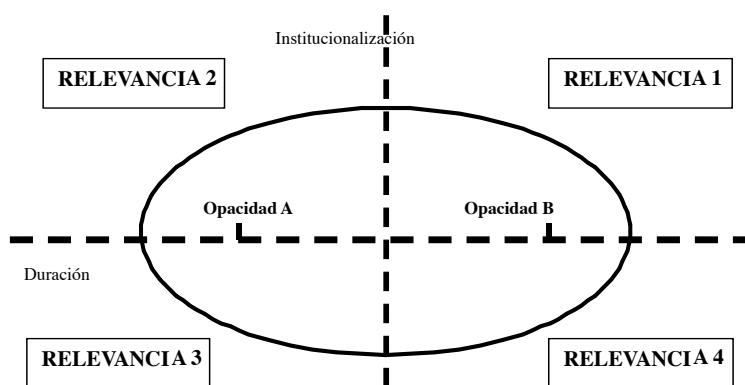 Institucionalización
RELEVANCIA 2
RELEVANCIA 1
Opacidad A
Opacidad B
Duración
RELEVANCIA 3
RELEVANCIA 4